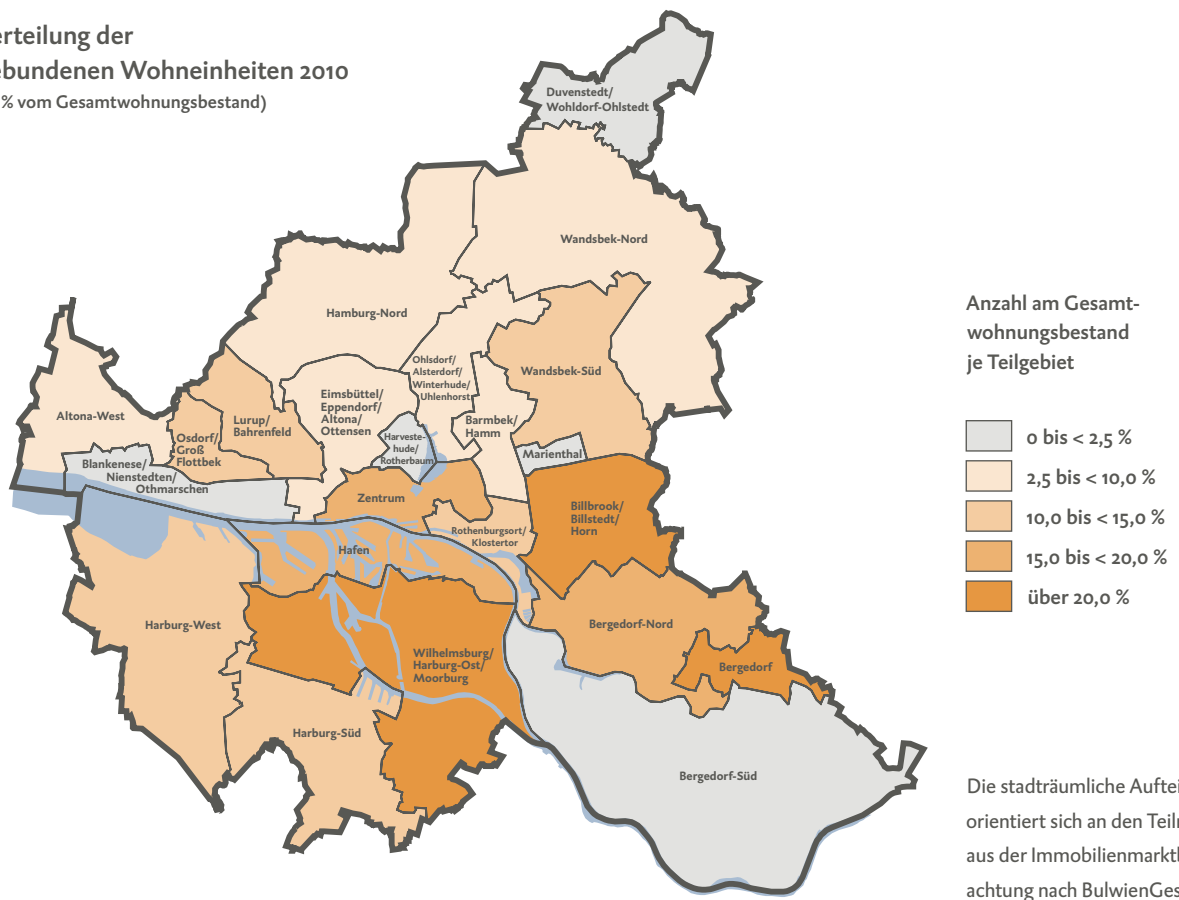 erteilung der
ebundenen Wohneinheiten 2010
% vom Gesamtwohnungsbestand)
Duvenstedt/
Wohldorf-Ohlstedt
Wandsbek-Nord
Hamburg-Nord
Ohlsdorf/
Alsterdorf/
Winterhude/
Uhlenhorst
Wandsbek-Süd
Eimsbüttel/
Eppendorf/
Altona/
Ottensen
Altona-West
Lurup/
Bahrenfeld
Barmbek/
Hamm
Osdorf/
Groß
Flottbek
Harveste-
hude/
Rotherbaum
Marienthal
Blankenese/
Nienstedten/
Othmarschen
Zentrum
Billbrook/
Billstedt/
Horn
Rothenburgsort/
Klostertor
Hafen
Harburg-West
Bergedorf-Nord
Wilhelmsburg/
Harburg-Ost/
Moorburg
Bergedorf
Harburg-Süd
Bergedorf-Süd
Anzahl am Gesamt-
wohnungsbestand
je Teilgebiet
0 bis < 2,5 %
2,5 bis < 10,0 %
10,0 bis < 15,0 %
15,0 bis < 20,0 %
über 20,0 %
Die stadträumliche Auftei
orientiert sich an den Teilr
aus der Immobilienmarktb
achtung nach BulwienGes